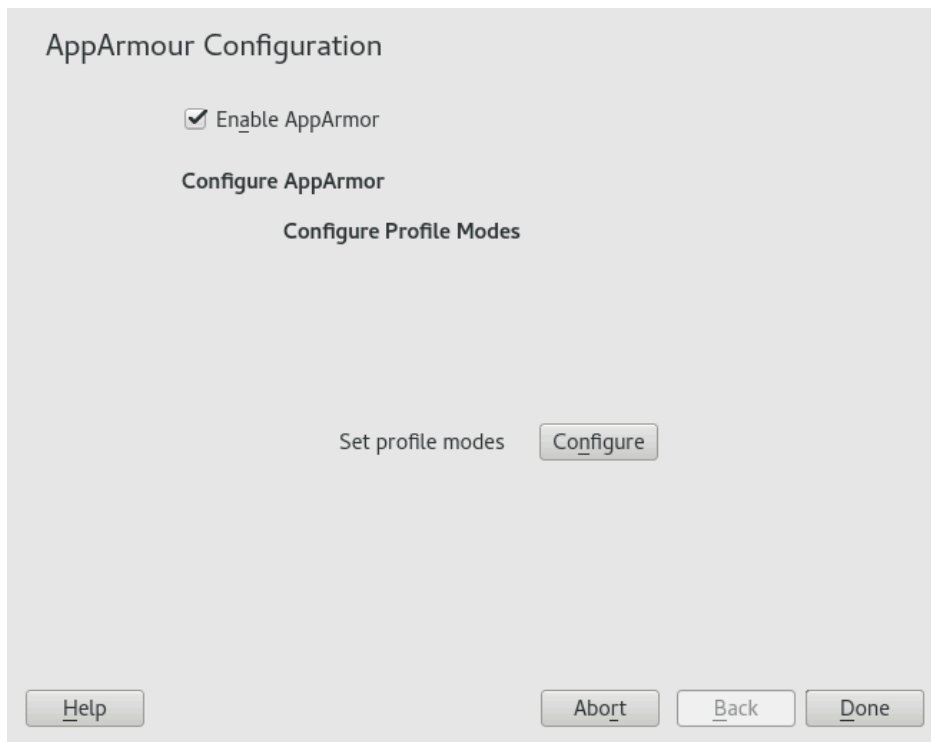 AppArmour Configuration
Enable AppArmor
Configure AppArmor
Configure Profile Modes
Set profile modes Configure
Help Abort Back Done